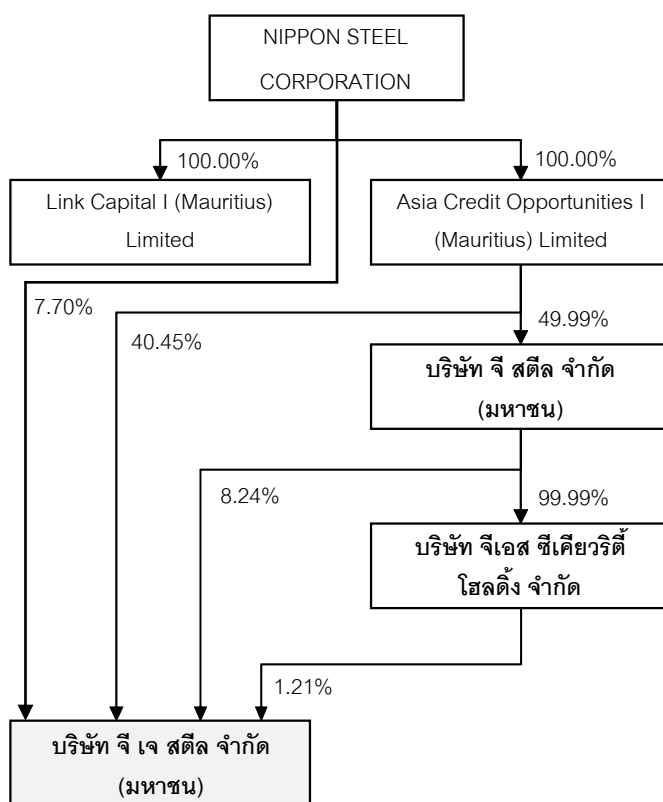 NIPPON STEEL
CORPORATION
100.00%
100.00%
Link Capital I (Mauritius)
Limited
Asia Credit Opportunities I
(Mauritius) Limited
7.70%
40.45%
49.99%
บริษัท จี สตีล จำกัด
(มหาชน)
8.24%
99.99%
บริษัท จีเอส ซีเคียวริตี้
โฮลดิ้ง จำกัด
1.21%
บริษัท จี เจ สตีล จำกัด
(มหาชน)